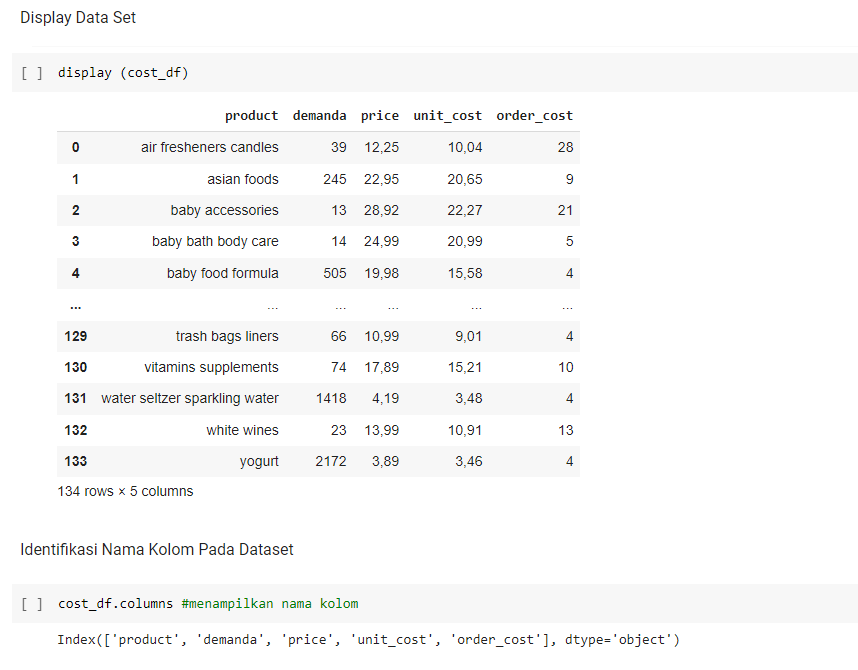 Display Data Set
[ ] display (cost_df)
product demanda price unit_cost order_cost
0 air fresheners candles 39 12,25 10,04 28
1 asian foods 245 22,95 20,65 9
2 baby accessories 13 28,92 22,27 21
3 baby bath body care 14 24,99 20,99 5
4 baby food formula 505 19,98 15,58 4
... ... ... ... ... ...
129 trash bags liners 66 10,99 9,01 4
130 vitamins supplements 74 17,89 15,21 10
131 water seltzer sparkling water 1418 4,19 3,48 4
132 white wines 23 13,99 10,91 13
133 yogurt 2172 3,89 3,46 4
134 rows × 5 columns
Identifikasi Nama Kolom Pada Dataset
[ ] cost_df.columns #menampilkan nama kolom
Index(['product', 'demanda', 'price', 'unit_cost', 'order_cost'], dtype='object')